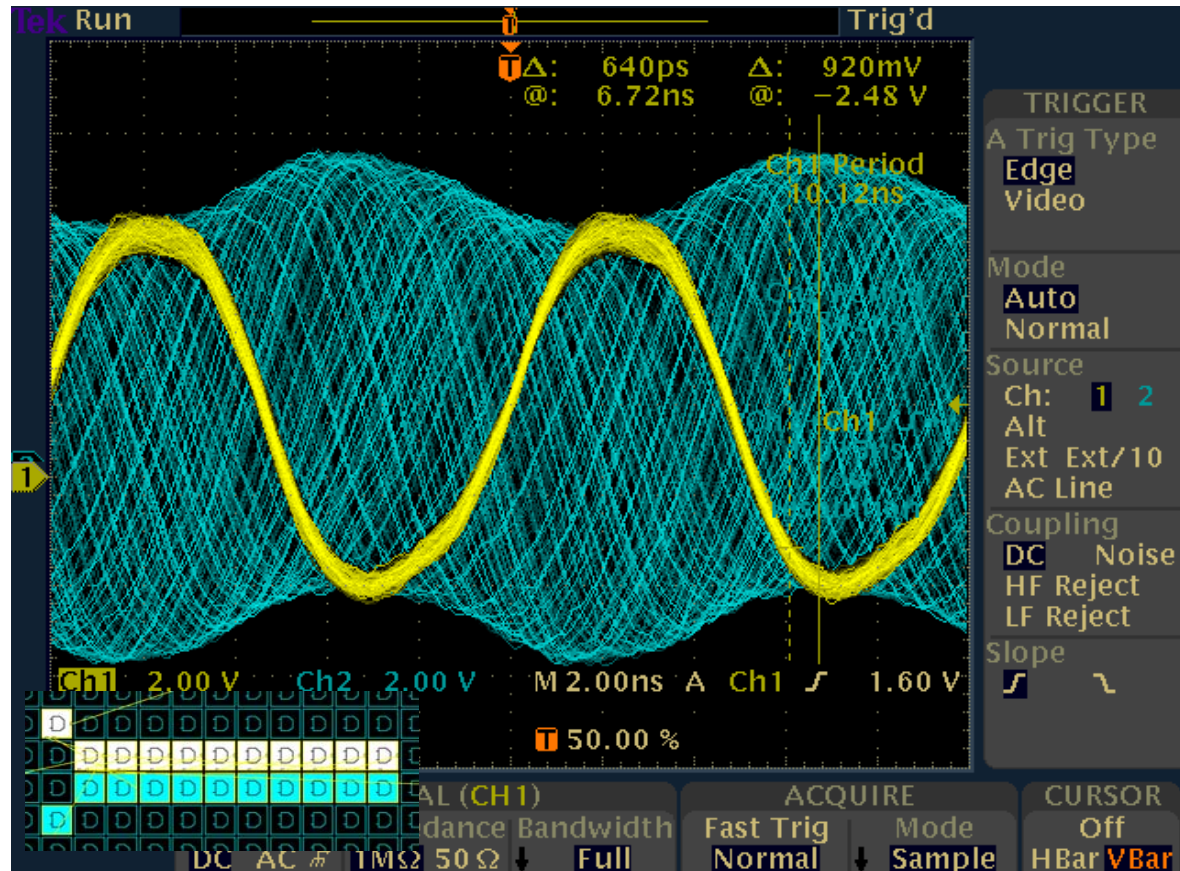 Tek Run Trig'd
T
T Δ: 640ps Δ: 920mV
@: 6.72ns @: −2.48 V
Ch1 Period
10.12ns
Ch1
1
Ch1 2.00 V Ch2 2.00 V M 2.00ns A Ch1 1.60 V
T 50.00 %
TRIGGER
A Trig Type
Edge
Video
Mode
Auto
Normal
Source
Ch: 1 2
Alt
Ext Ext/10
AC Line
Coupling
DC Noise
HF Reject
LF Reject
Slope
AL (CH1) ACQUIRE CURSOR
dance Bandwidth Fast Trig Mode Off
DC AC 1MΩ 50 Ω Full Normal Sample HBar VBar